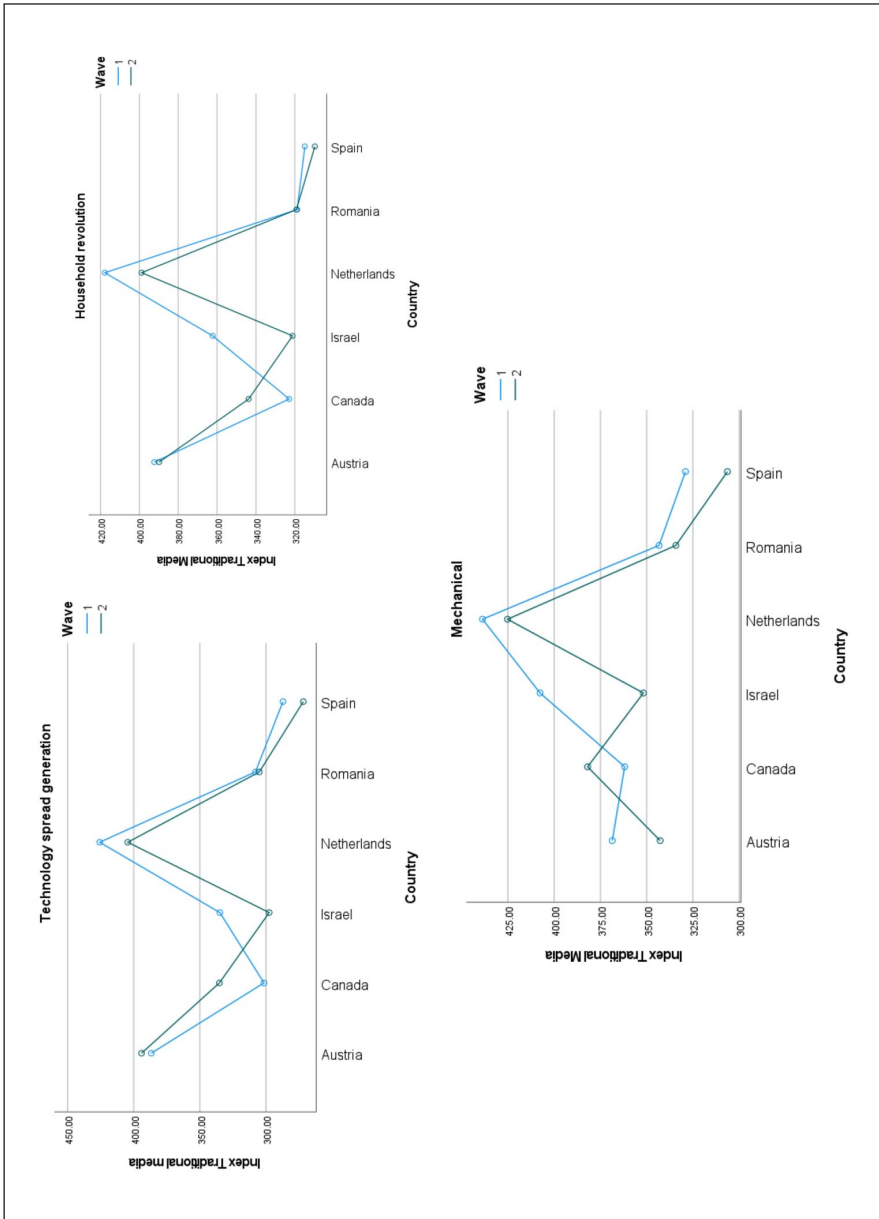 Technology spread generation
Wave
1
2
Index Traditional media
450.00
400.00
350.00
300.00
Austria
Canada
Israel
Netherlands
Romania
Spain
Country
Household revolution
Wave
1
2
Index Traditional Media
420.00
400.00
380.00
360.00
340.00
320.00
Austria
Canada
Israel
Netherlands
Romania
Spain
Country
Mechanical
Wave
1
2
Index Traditional Media
425.00
400.00
375.00
350.00
325.00
300.00
Austria
Canada
Israel
Netherlands
Romania
Spain
Country